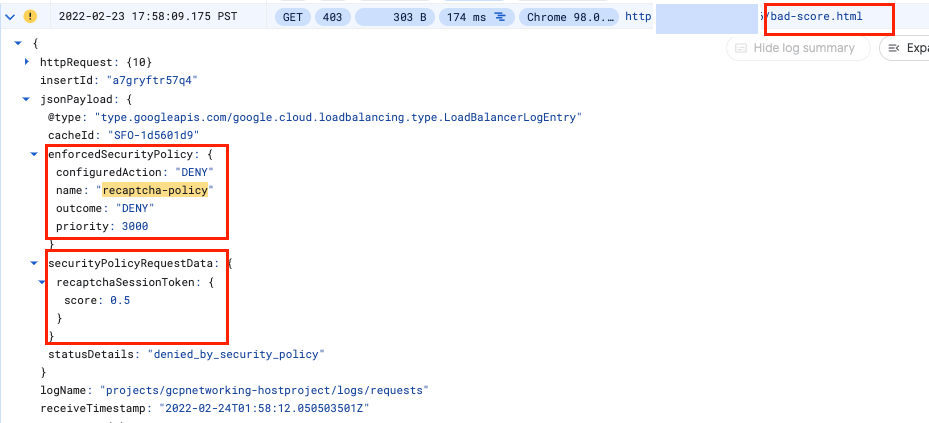 2022-02-23 17:58:09.175 PST GET 403 303 B 174 ms Chrome 98.0.… http /bad-score.html
Hide log summary Expa
{
httpRequest: {10}
insertId: "a7gryftr57q4"
jsonPayload: {
@type: "type.googleapis.com/google.cloud.loadbalancing.type.LoadBalancerLogEntry"
cacheId: "SFO-1d5601d9"
enforcedSecurityPolicy: {
configuredAction: "DENY"
name: "recaptcha-policy"
outcome: "DENY"
priority: 3000
}
securityPolicyRequestData: {
recaptchaSessionToken: {
score: 0.5
}
}
statusDetails: "denied_by_security_policy"
}
logName: "projects/gcpnetworking-hostproject/logs/requests"
receiveTimestamp: "2022-02-24T01:58:12.050503501Z"